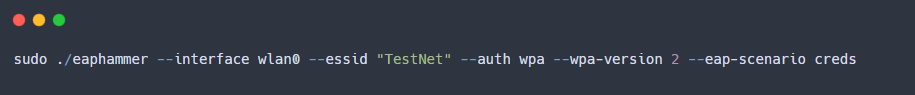 sudo ./eaphammer --interface wlan0 --essid "TestNet" --auth wpa --wpa-version 2 --eap-scenario creds